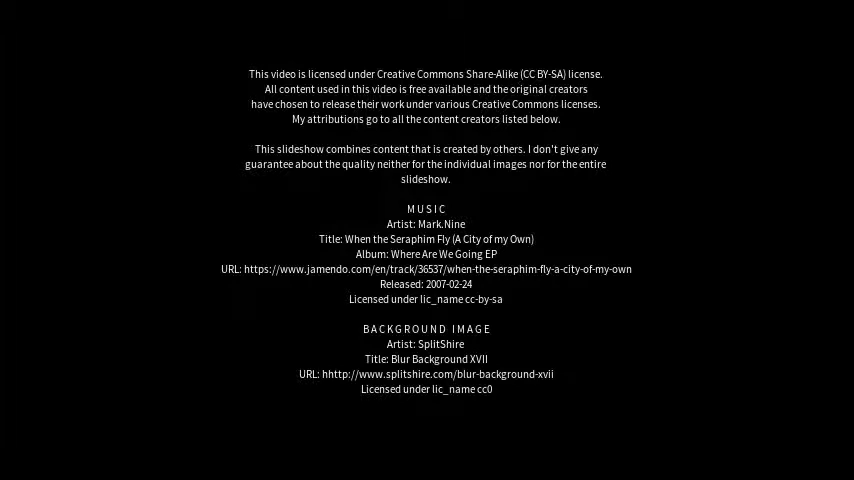 This video is licensed under Creative Commons Share-Alike (CC BY-SA) license.
All content used in this video is free available and the original creators
have chosen to release their work under various Creative Commons licenses.
My attributions go to all the content creators listed below.
This slideshow combines content that is created by others. I don't give any
guarantee about the quality neither for the individual images nor for the entire
slideshow.
MUSIC
Artist: Mark.Nine
Title: When the Seraphim Fly (A City of my Own)
Album: Where Are We Going EP
URL: https://www.jamendo.com/en/track/36537/when-the-seraphim-fly-a-city-of-my-own
Released: 2007-02-24
Licensed under lic_name cc-by-sa
BACKGROUND IMAGE
Artist: SplitShire
Title: Blur Background XVII
URL: hhttp://www.splitshire.com/blur-background-xvii
Licensed under lic_name cc0